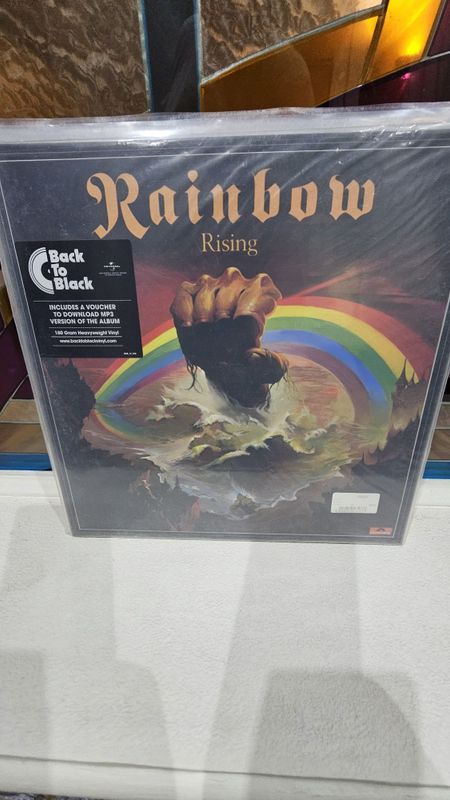 Rainbow
Rising
Back
To
Black
UNIVERSAL
INCLUDES A VOUCHER
TO DOWNLOAD MP3
VERSION OF THE ALBUM
180 Gram Heavyweight Vinyl
www.backtoblackvinyl.com